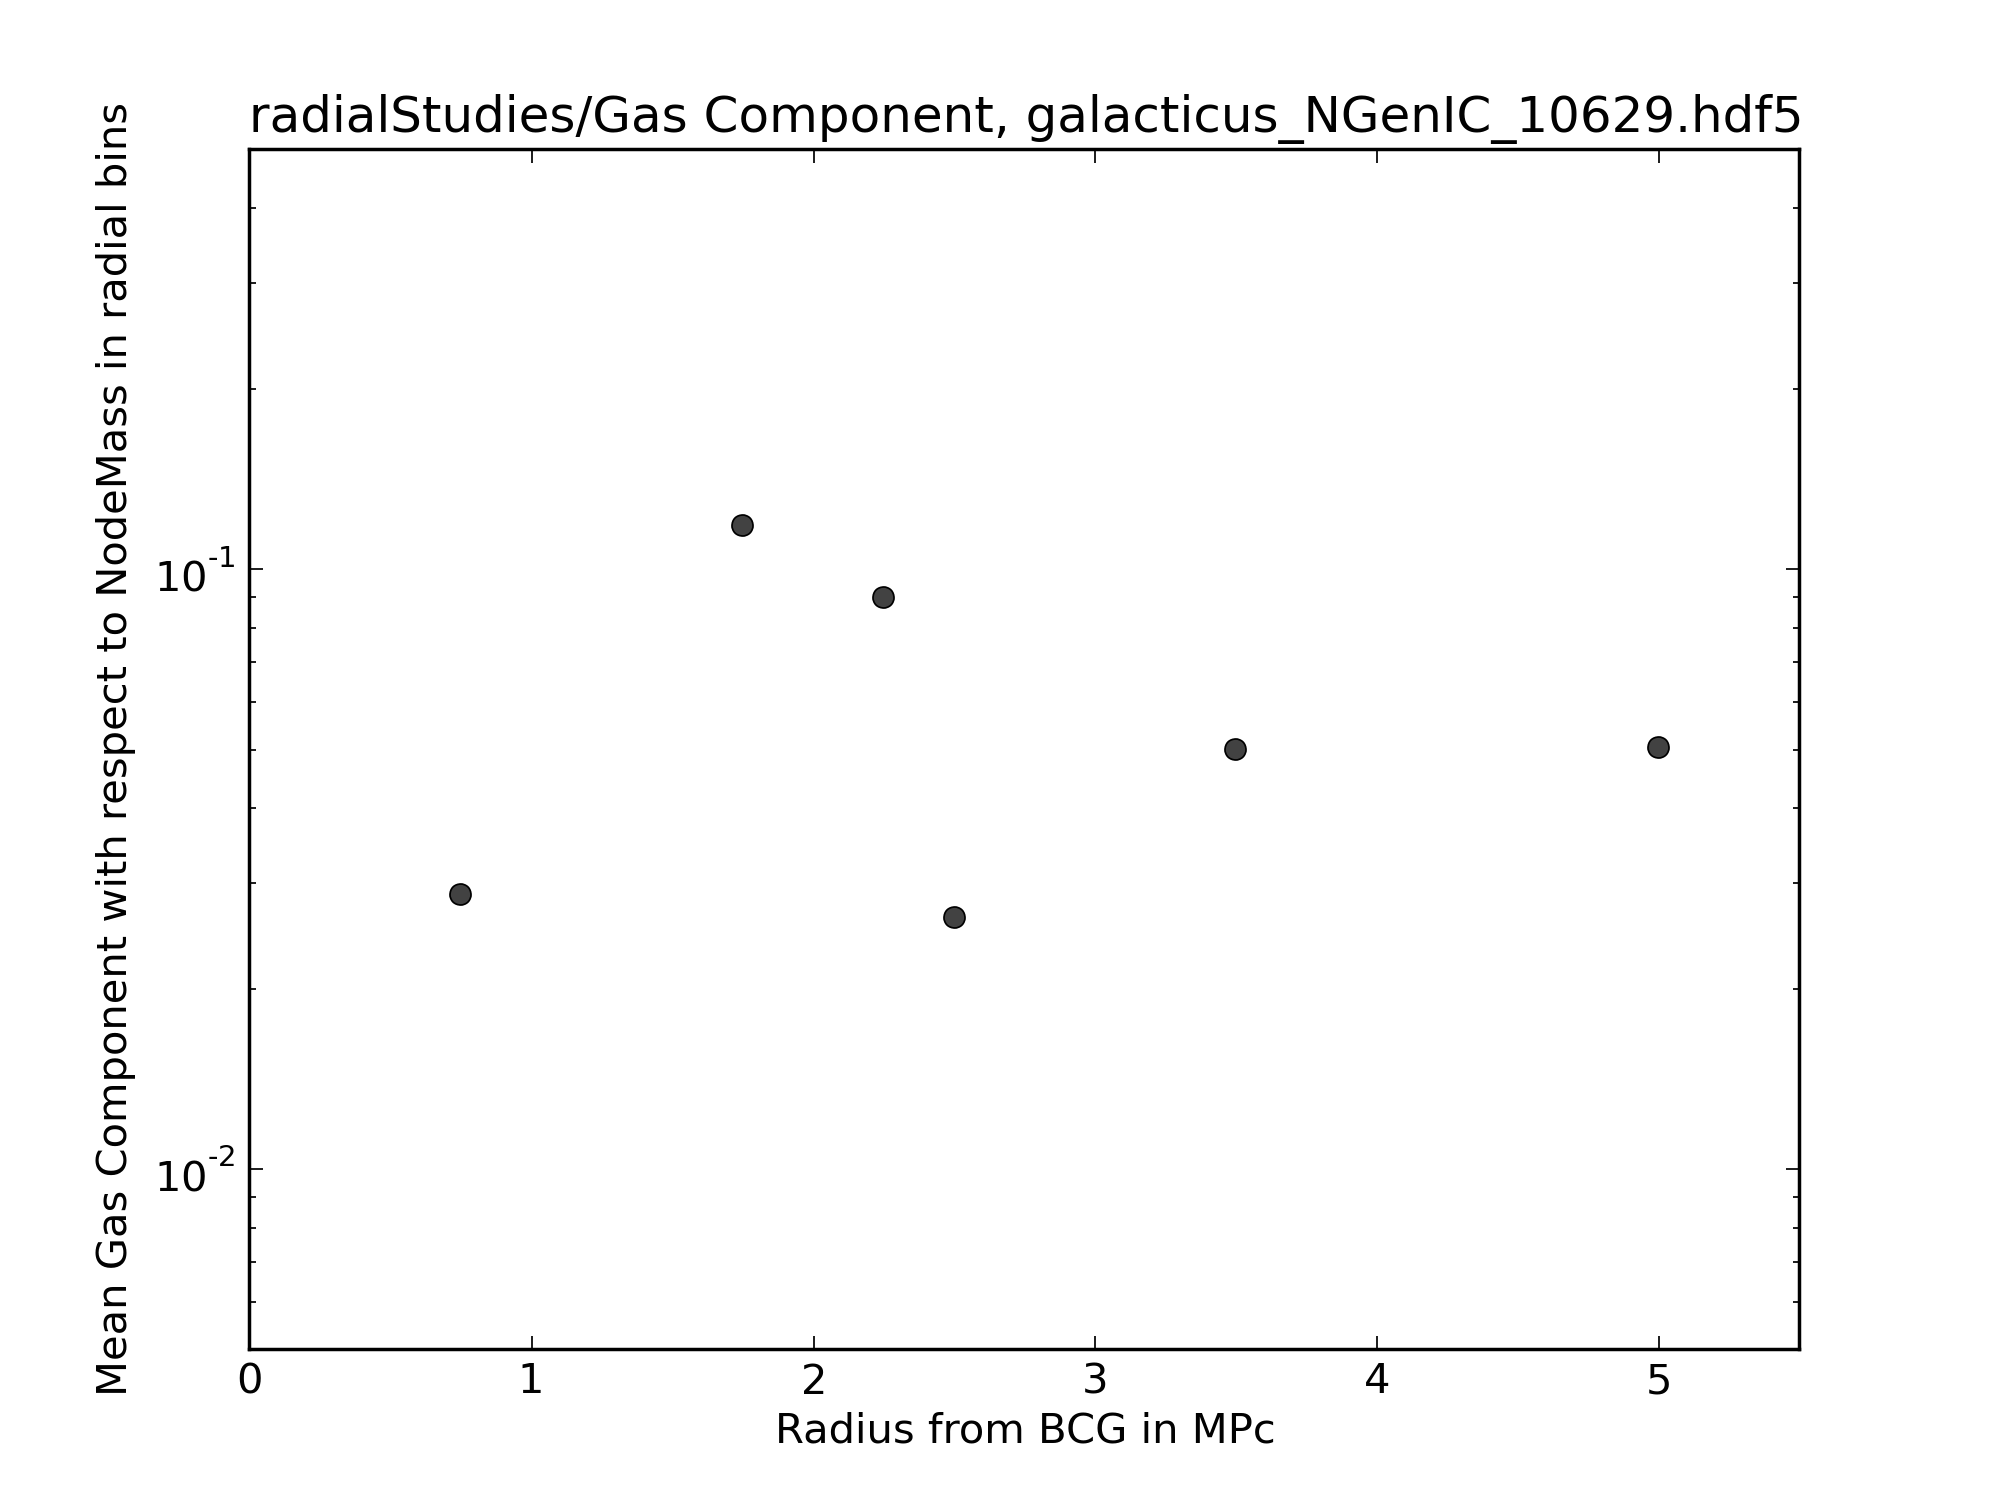 radialStudies/Gas Component, galacticus_NGenIC_10629.hdf5
Mean Gas Component with respect to NodeMass in radial bins
10^-1
10^-2
0 1 2 3 4 5
Radius from BCG in MPc